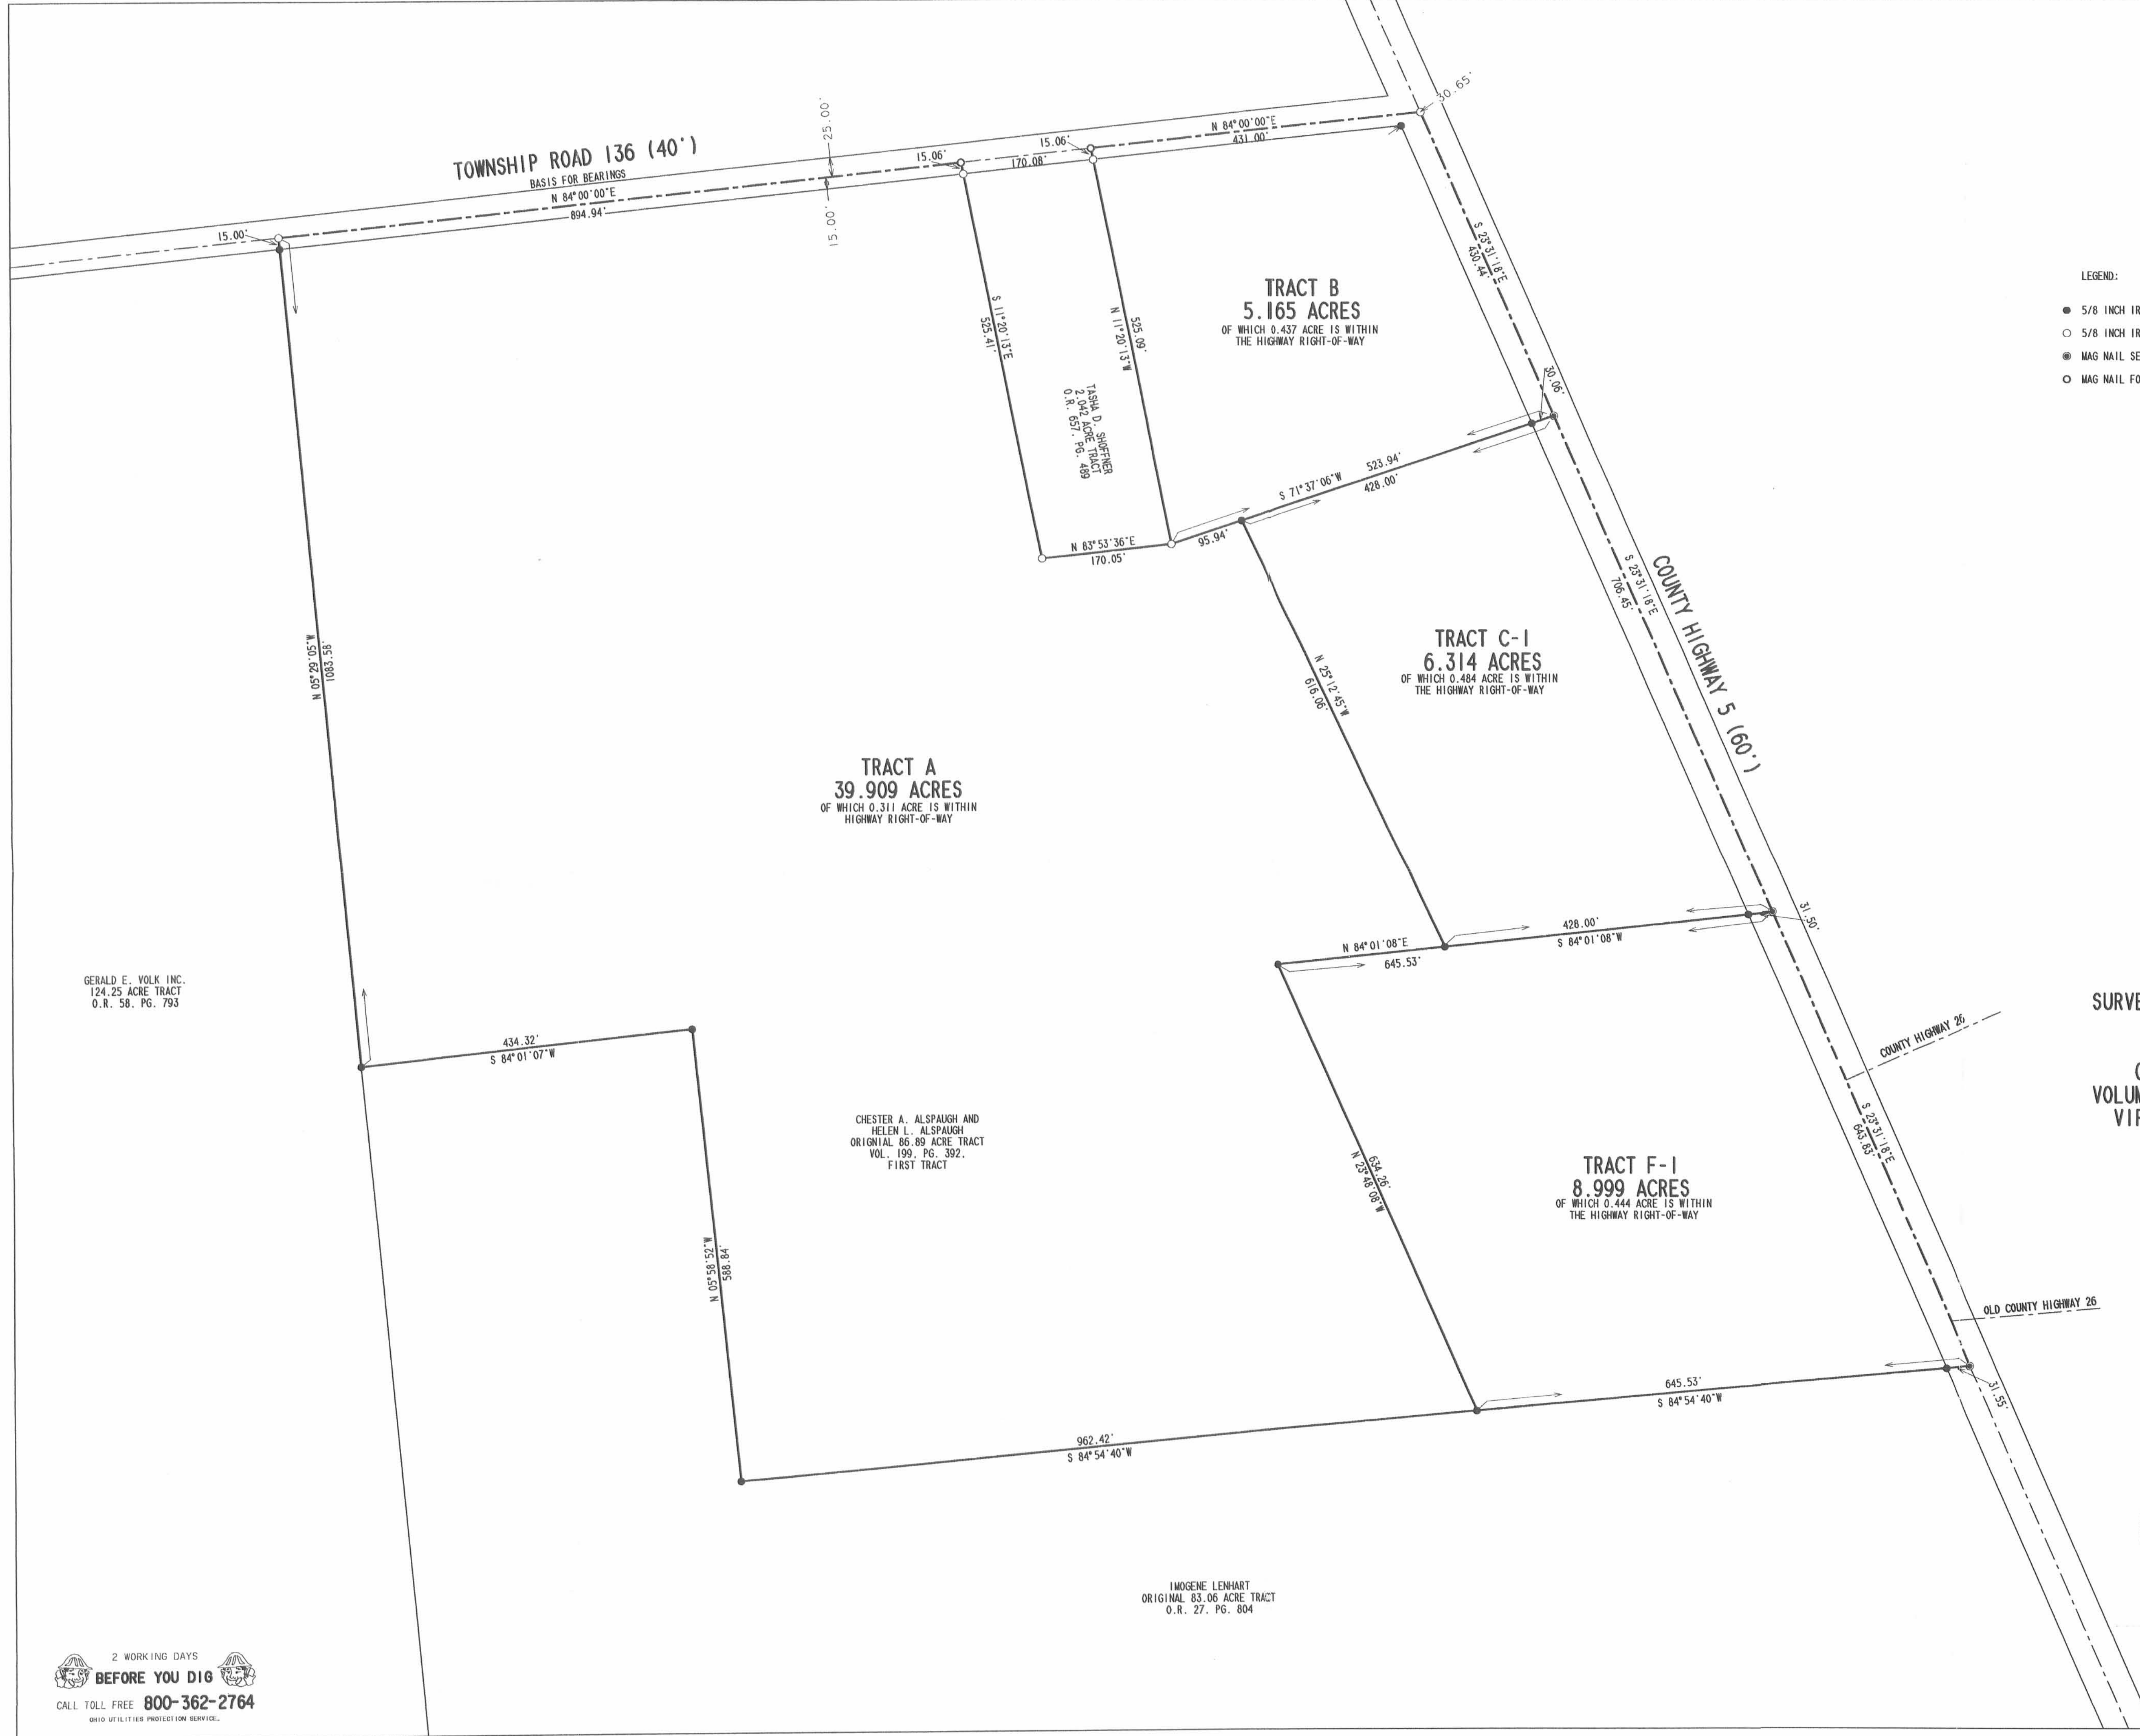 30.65'
N 84°00'00"E
431.00'
25.00'
15.06'
15.06'
170.08'
TOWNSHIP ROAD 136 (40')
BASIS FOR BEARINGS
N 84°00'00"E
894.94'
15.00'
15.00'
S 23°31'18"E
430.44'
LEGEND:
5/8 INCH IR
5/8 INCH IR
MAG NAIL SE
MAG NAIL FO
TRACT B
5.165 ACRES
OF WHICH 0.437 ACRE IS WITHIN
THE HIGHWAY RIGHT-OF-WAY
S 11°20'13"E
525.41'
525.09'
N 11°20'13"W
TASHA D. SHOFFNER
2.042 ACRE TRACT
O.R. 657, PG. 489
30.06'
523.94'
S 71°37'06"W
428.00'
95.94'
N 83°53'36"E
170.05'
S 23°31'18"E
706.45'
COUNTY HIGHWAY 5 (60')
N 05°29'05"W
1083.58'
TRACT C-1
6.314 ACRES
OF WHICH 0.484 ACRE IS WITHIN
THE HIGHWAY RIGHT-OF-WAY
N 25°12'45"W
616.06'
TRACT A
39.909 ACRES
OF WHICH 0.311 ACRE IS WITHIN
HIGHWAY RIGHT-OF-WAY
31.50'
428.00'
S 84°01'08"W
N 84°01'08"E
645.53'
GERALD E. VOLK INC.
124.25 ACRE TRACT
O.R. 58, PG. 793
SURVE
COUNTY HIGHWAY 26
VOLUM
434.32'
S 84°01'07"W
CHESTER A. ALSPAUGH AND
HELEN L. ALSPAUGH
ORIGNIAL 86.89 ACRE TRACT
VOL. 199, PG. 392,
FIRST TRACT
S 23°31'18"E
643.83'
634.26'
N 23°48'08"W
TRACT F-1
8.999 ACRES
OF WHICH 0.444 ACRE IS WITHIN
THE HIGHWAY RIGHT-OF-WAY
N 05°58'52"W
588.84'
OLD COUNTY HIGHWAY 26
645.53'
S 84°54'40"W
31.55'
962.42'
S 84°54'40"W
IMOGENE LENHART
ORIGINAL 83.06 ACRE TRACT
O.R. 27, PG. 804
2 WORKING DAYS
BEFORE YOU DIG
CALL TOLL FREE 800-362-2764
OHIO UTILITIES PROTECTION SERVICE.